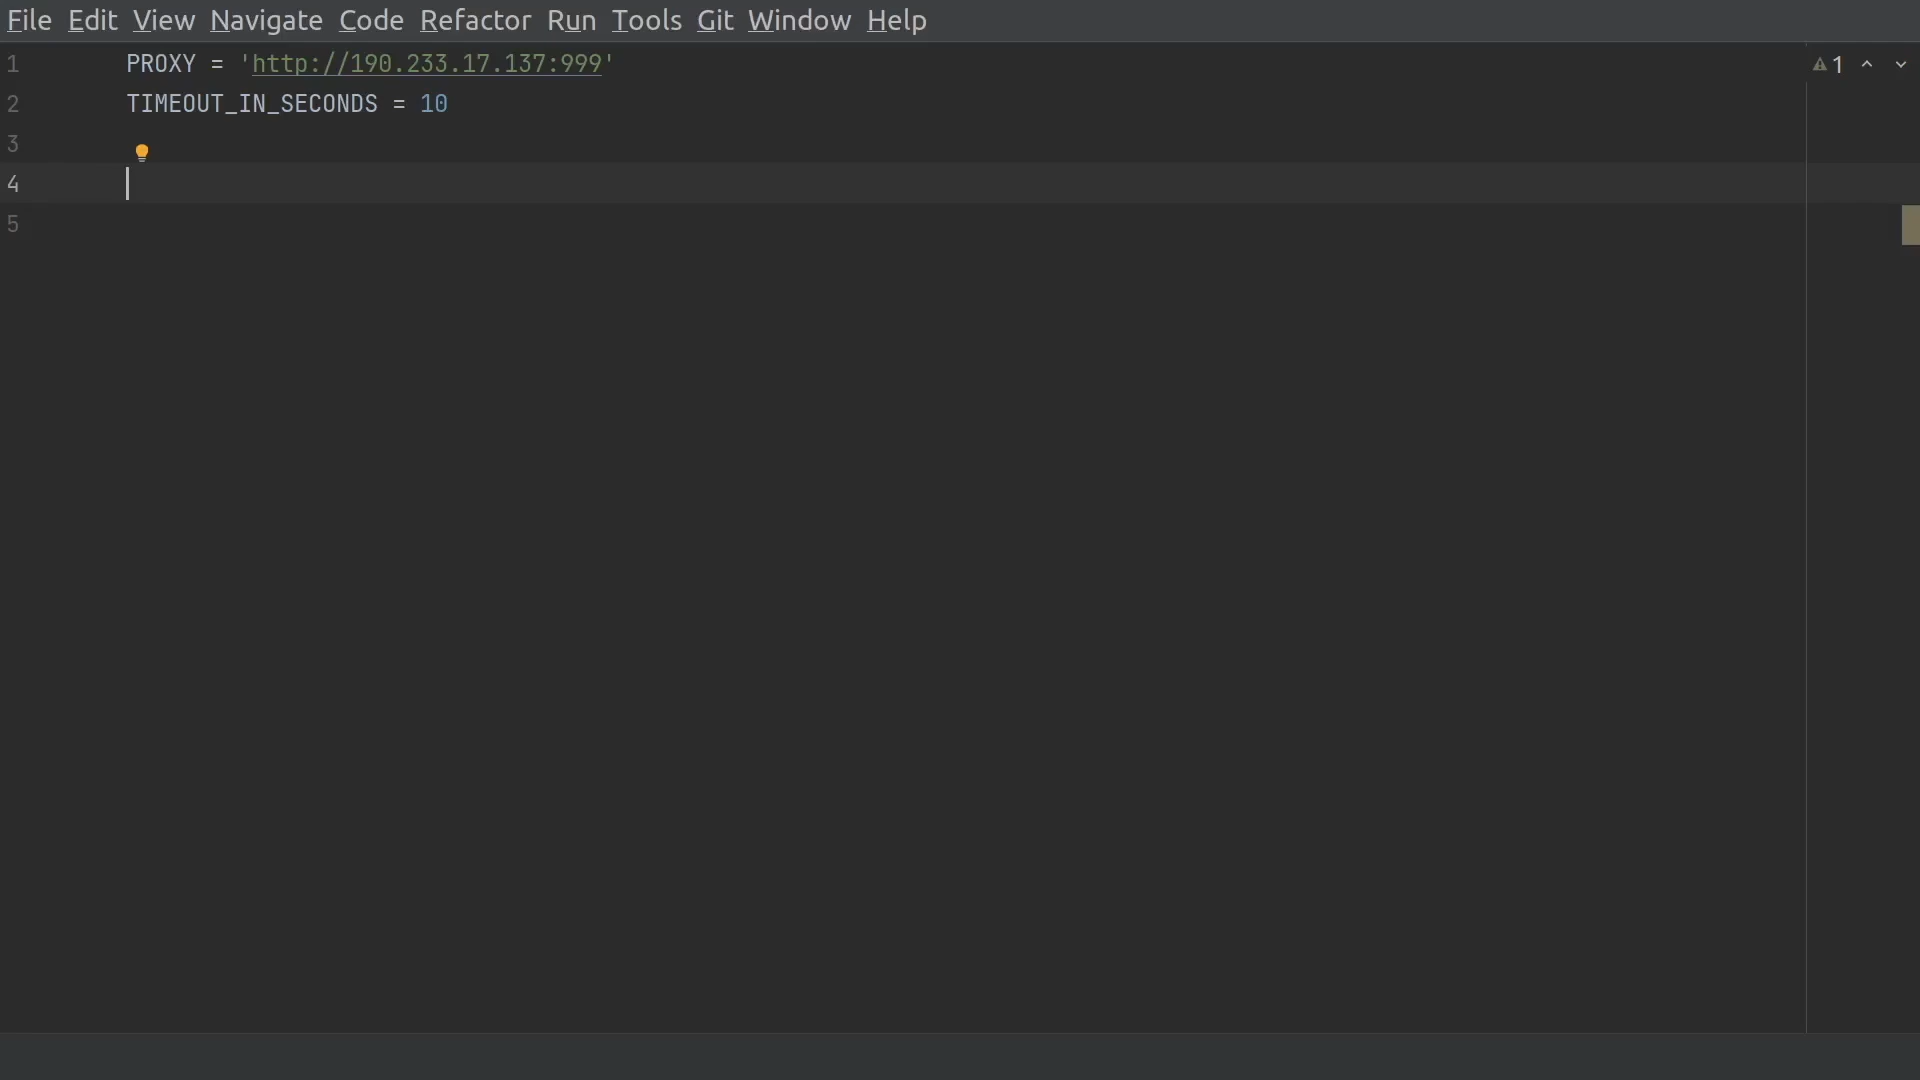 File Edit View Navigate Code Refactor Run Tools Git Window Help
1 PROXY = 'http://190.233.17.137:999'
1
2 TIMEOUT_IN_SECONDS = 10
3
4
5